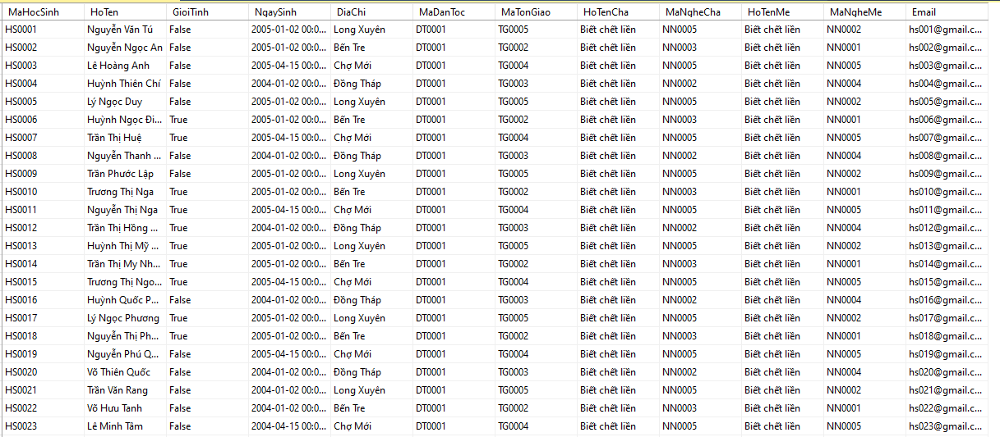 MaHocSinh HoTen GioiTinh NgaySinh DiaChi MaDanToc MaTonGiao HoTenCha MaNgheCha HoTenMe MaNgheMe Email
HS0001 Nguyễn Văn Tú False 2005-01-02 00:0... Long Xuyên DT0001 TG0005 Biết chết liền NN0005 Biết chết liền NN0002 hs001@gmail.c...
HS0002 Nguyễn Ngọc An False 2005-01-02 00:0... Bến Tre DT0001 TG0002 Biết chết liền NN0003 Biết chết liền NN0001 hs002@gmail.c...
HS0003 Lê Hoàng Anh False 2005-04-15 00:0... Chợ Mới DT0001 TG0004 Biết chết liền NN0005 Biết chết liền NN0005 hs003@gmail.c...
HS0004 Huỳnh Thiên Chí False 2004-01-02 00:0... Đồng Tháp DT0001 TG0003 Biết chết liền NN0002 Biết chết liền NN0004 hs004@gmail.c...
HS0005 Lý Ngọc Duy False 2005-01-02 00:0... Long Xuyên DT0001 TG0005 Biết chết liền NN0005 Biết chết liền NN0002 hs005@gmail.c...
HS0006 Huỳnh Ngọc Đi... True 2005-01-02 00:0... Bến Tre DT0001 TG0002 Biết chết liền NN0003 Biết chết liền NN0001 hs006@gmail.c...
HS0007 Trần Thị Huệ True 2005-04-15 00:0... Chợ Mới DT0001 TG0004 Biết chết liền NN0005 Biết chết liền NN0005 hs007@gmail.c...
HS0008 Nguyễn Thanh ... False 2004-01-02 00:0... Đồng Tháp DT0001 TG0003 Biết chết liền NN0002 Biết chết liền NN0004 hs008@gmail.c...
HS0009 Trần Phước Lập False 2005-01-02 00:0... Long Xuyên DT0001 TG0005 Biết chết liền NN0005 Biết chết liền NN0002 hs009@gmail.c...
HS0010 Trương Thị Nga True 2005-01-02 00:0... Bến Tre DT0001 TG0002 Biết chết liền NN0003 Biết chết liền NN0001 hs010@gmail.c...
HS0011 Nguyễn Thị Nga True 2005-04-15 00:0... Chợ Mới DT0001 TG0004 Biết chết liền NN0005 Biết chết liền NN0005 hs011@gmail.c...
HS0012 Trần Thị Hồng ... True 2004-01-02 00:0... Đồng Tháp DT0001 TG0003 Biết chết liền NN0002 Biết chết liền NN0004 hs012@gmail.c...
HS0013 Huỳnh Thị Mỹ ... True 2005-01-02 00:0... Long Xuyên DT0001 TG0005 Biết chết liền NN0005 Biết chết liền NN0002 hs013@gmail.c...
HS0014 Trần Thị My Nh... True 2005-01-02 00:0... Bến Tre DT0001 TG0002 Biết chết liền NN0003 Biết chết liền NN0001 hs014@gmail.c...
HS0015 Trương Thị Ngo... True 2005-04-15 00:0... Chợ Mới DT0001 TG0004 Biết chết liền NN0005 Biết chết liền NN0005 hs015@gmail.c...
HS0016 Huỳnh Quốc P... False 2004-01-02 00:0... Đồng Tháp DT0001 TG0003 Biết chết liền NN0002 Biết chết liền NN0004 hs016@gmail.c...
HS0017 Lý Ngọc Phương True 2005-01-02 00:0... Long Xuyên DT0001 TG0005 Biết chết liền NN0005 Biết chết liền NN0002 hs017@gmail.c...
HS0018 Nguyễn Thị Ph... True 2005-01-02 00:0... Bến Tre DT0001 TG0002 Biết chết liền NN0003 Biết chết liền NN0001 hs018@gmail.c...
HS0019 Nguyễn Phú Q... False 2005-04-15 00:0... Chợ Mới DT0001 TG0004 Biết chết liền NN0005 Biết chết liền NN0005 hs019@gmail.c...
HS0020 Võ Thiên Quốc False 2004-01-02 00:0... Đồng Tháp DT0001 TG0003 Biết chết liền NN0002 Biết chết liền NN0004 hs020@gmail.c...
HS0021 Trần Văn Rang False 2004-01-02 00:0... Long Xuyên DT0001 TG0005 Biết chết liền NN0005 Biết chết liền NN0002 hs021@gmail.c...
HS0022 Võ Hưu Tanh False 2004-01-02 00:0... Bến Tre DT0001 TG0002 Biết chết liền NN0003 Biết chết liền NN0001 hs022@gmail.c...
HS0023 Lê Minh Tâm False 2004-04-15 00:0... Chợ Mới DT0001 TG0004 Biết chết liền NN0005 Biết chết liền NN0005 hs023@gmail.c...